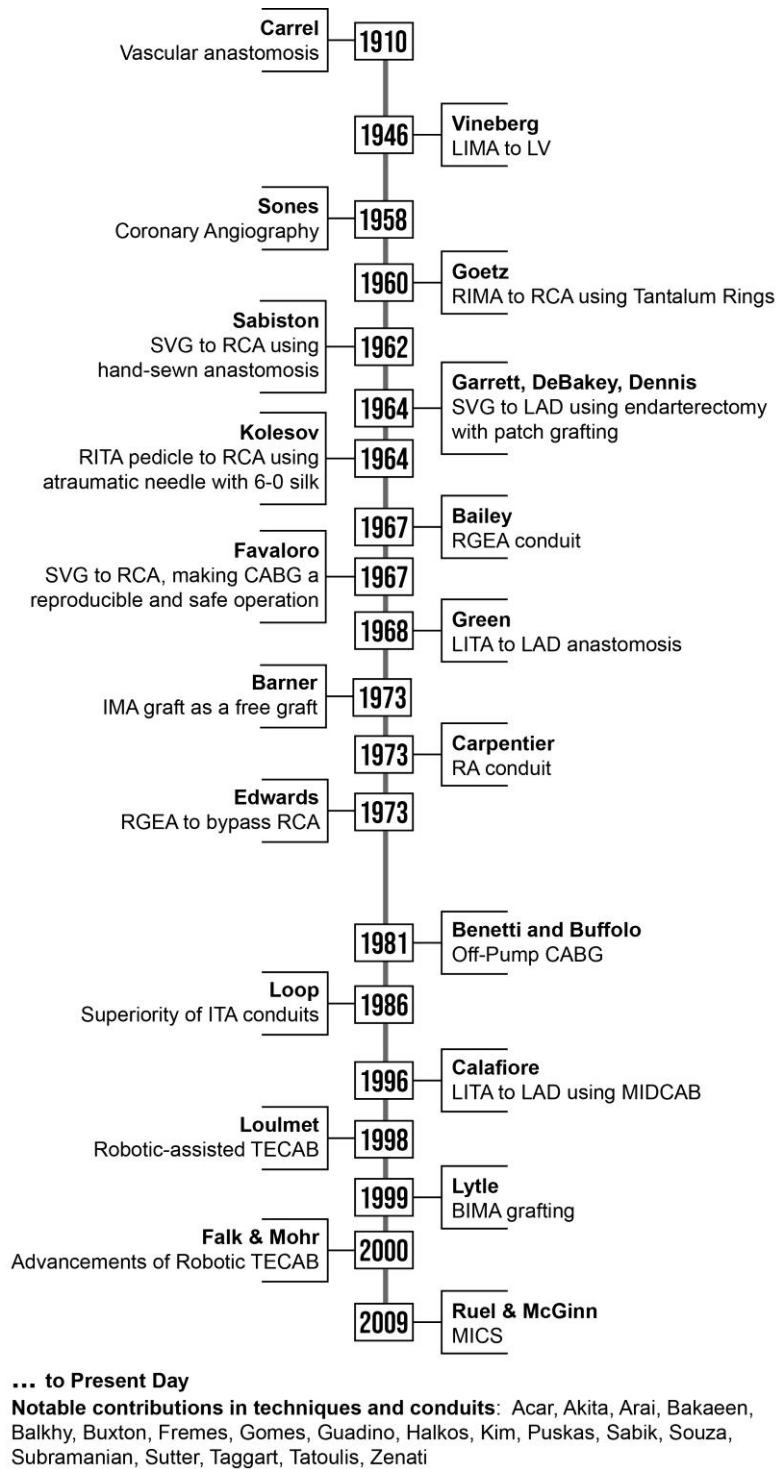 Carrel
Vascular anastomosis
1910
1946
Vineberg
LIMA to LV
Sones
Coronary Angiography
1958
1960
Goetz
RIMA to RCA using Tantalum Rings
Sabiston
SVG to RCA using
hand-sewn anastomosis
1962
1964
Garrett, DeBakey, Dennis
SVG to LAD using endarterectomy
with patch grafting
Kolesov
RITA pedicle to RCA using
atraumatic needle with 6-0 silk
1964
1967
Bailey
RGEA conduit
Favaloro
SVG to RCA, making CABG a
reproducible and safe operation
1967
1968
Green
LITA to LAD anastomosis
Barner
IMA graft as a free graft
1973
1973
Carpentier
RA conduit
Edwards
RGEA to bypass RCA
1973
1981
Benetti and Buffolo
Off-Pump CABG
Loop
Superiority of ITA conduits
1986
1996
Calafiore
LITA to LAD using MIDCAB
Loulmet
Robotic-assisted TECAB
1998
1999
Lytle
BIMA grafting
Falk & Mohr
Advancements of Robotic TECAB
2000
2009
Ruel & McGinn
MICS
... to Present Day
Notable contributions in techniques and conduits: Acar, Akita, Arai, Bakaeen,
Balkhy, Buxton, Fremes, Gomes, Guadino, Halkos, Kim, Puskas, Sabik, Souza,
Subramanian, Sutter, Taggart, Tatoulis, Zenati